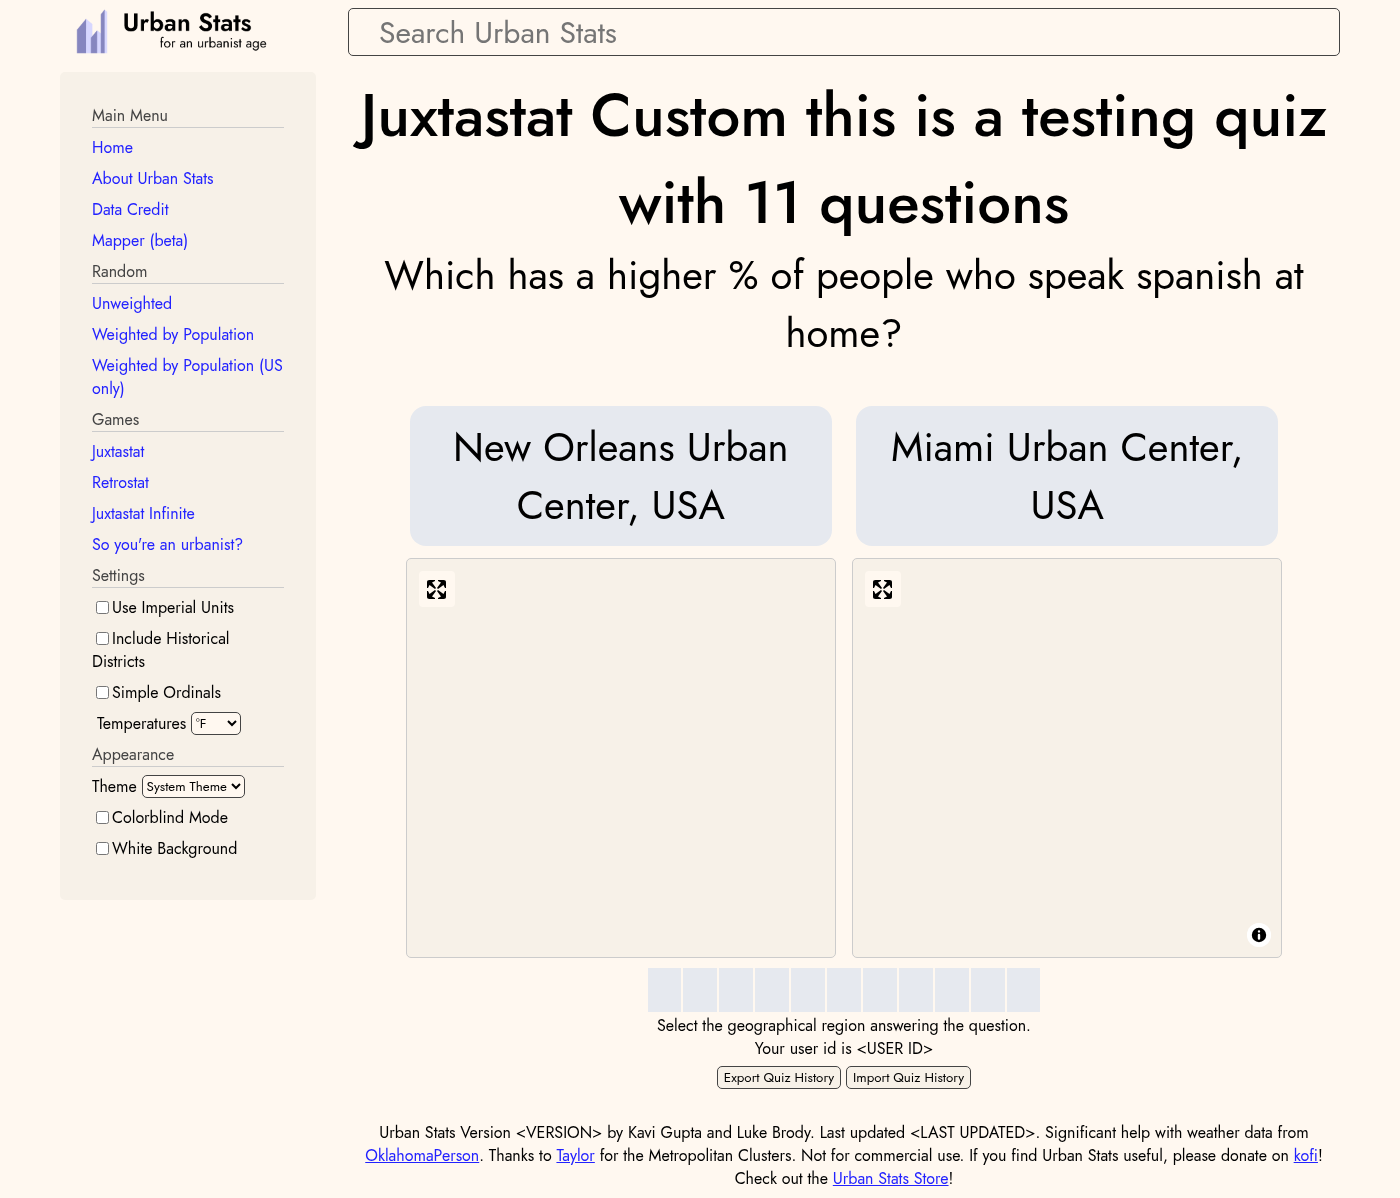 Urban Stats
for an urbanist age
Search Urban Stats
Main Menu
Home
About Urban Stats
Data Credit
Mapper (beta)
Random
Unweighted
Weighted by Population
Weighted by Population (US
only)
Games
Juxtastat
Retrostat
Juxtastat Infinite
So you're an urbanist?
Settings
Use Imperial Units
Include Historical
Districts
Simple Ordinals
Temperatures °F
Appearance
Theme System Theme
Colorblind Mode
White Background
Juxtastat Custom this is a testing quiz
with 11 questions
Which has a higher % of people who speak spanish at
home?
New Orleans Urban
Center, USA
Miami Urban Center,
USA
Select the geographical region answering the question.
Your user id is <USER ID>
Export Quiz History Import Quiz History
Urban Stats Version <VERSION> by Kavi Gupta and Luke Brody. Last updated <LAST UPDATED>. Significant help with weather data from
OklahomaPerson. Thanks to Taylor for the Metropolitan Clusters. Not for commercial use. If you find Urban Stats useful, please donate on kofi!
Check out the Urban Stats Store!